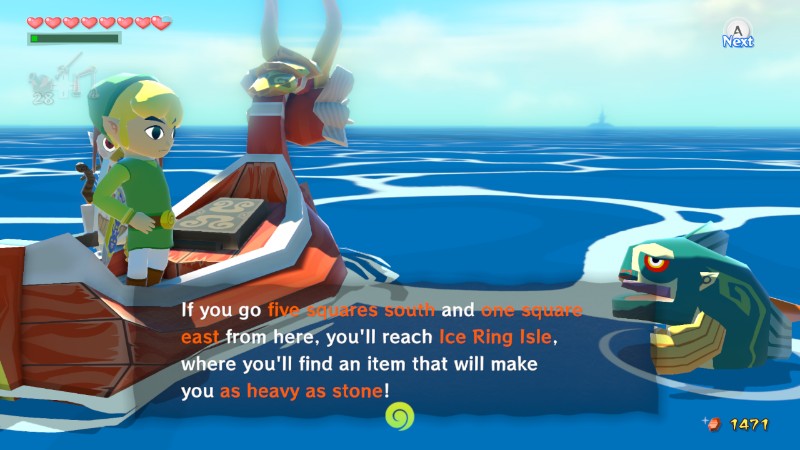 A
Next
28
If you go five squares south and one square
east from here, you'll reach Ice Ring Isle,
where you'll find an item that will make
you as heavy as stone!
1471